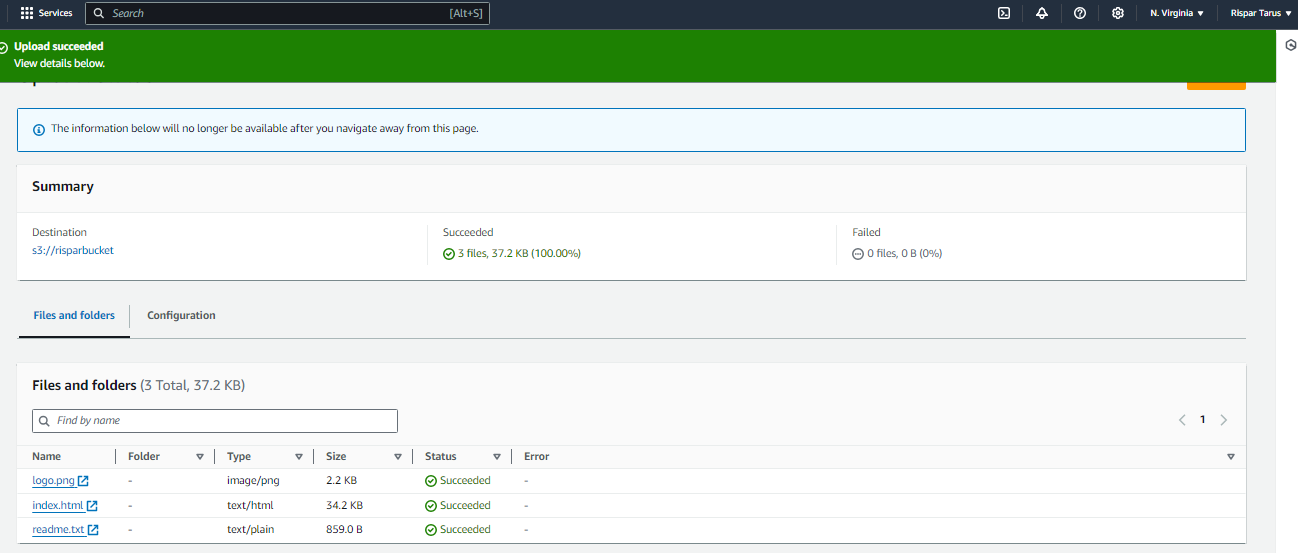 Services Search [Alt+S] N. Virginia Rispar Tarus
Upload succeeded
View details below.
The information below will no longer be available after you navigate away from this page.
Summary
Destination Succeeded Failed
s3://risparbucket 3 files, 37.2 KB (100.00%) 0 files, 0 B (0%)
Files and folders Configuration
Files and folders (3 Total, 37.2 KB)
Find by name 1
Name Folder Type Size Status Error
logo.png - image/png 2.2 KB Succeeded -
index.html - text/html 34.2 KB Succeeded -
readme.txt - text/plain 859.0 B Succeeded -